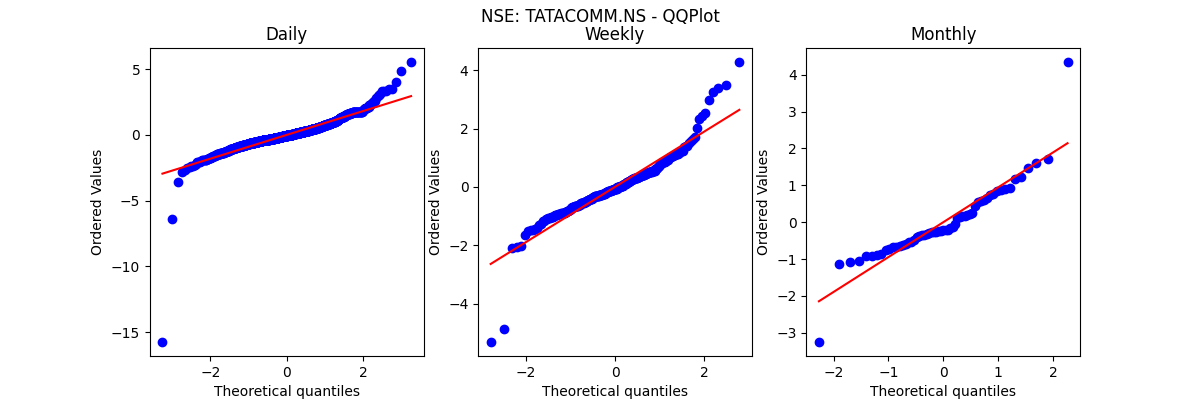 NSE: TATACOMM.NS - QQPlot
Daily
Ordered Values
5
0
−5
−10
−15
−2
0
2
Theoretical quantiles
Weekly
Ordered Values
4
2
0
−2
−4
−2
0
2
Theoretical quantiles
Monthly
Ordered Values
4
3
2
1
0
−1
−2
−3
−2
−1
0
1
2
Theoretical quantiles